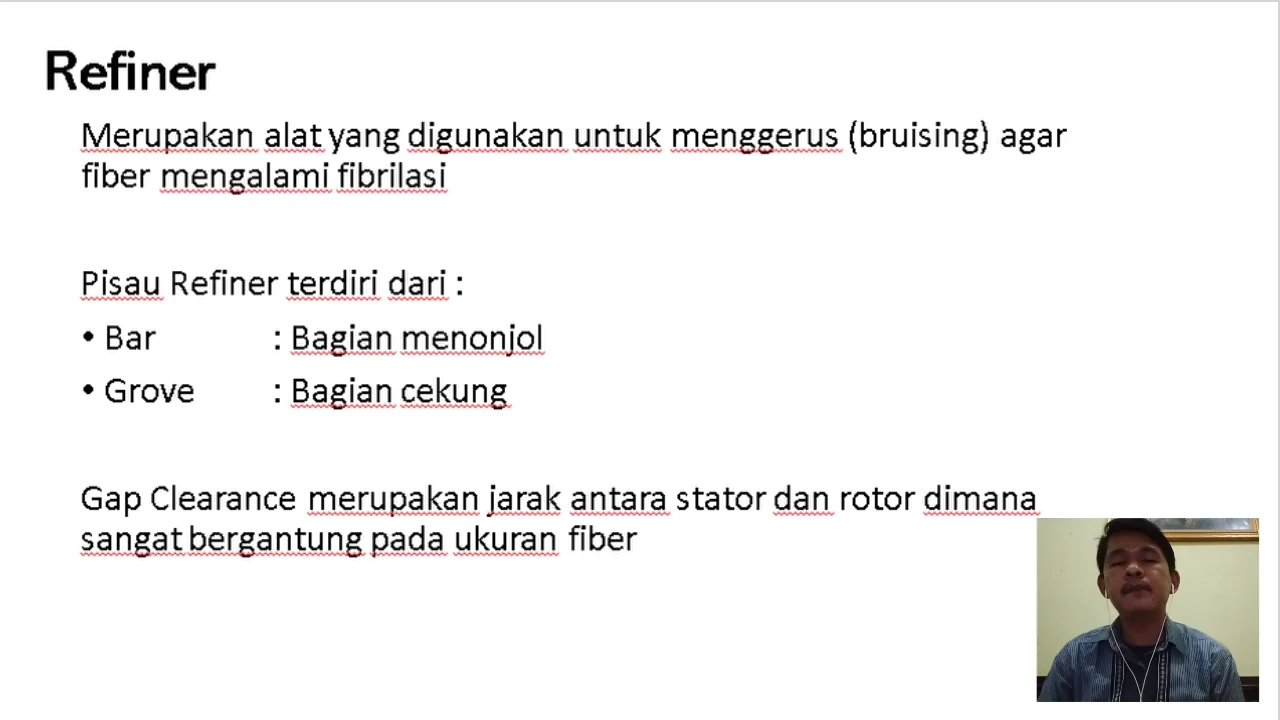 Refiner
Merupakan alat yang digunakan untuk menggerus (bruising) agar
fiber mengalami fibrilasi
Pisau Refiner terdiri dari :
• Bar : Bagian menonjol
• Grove : Bagian cekung
Gap Clearance merupakan jarak antara stator dan rotor dimana
sangat bergantung pada ukuran fiber